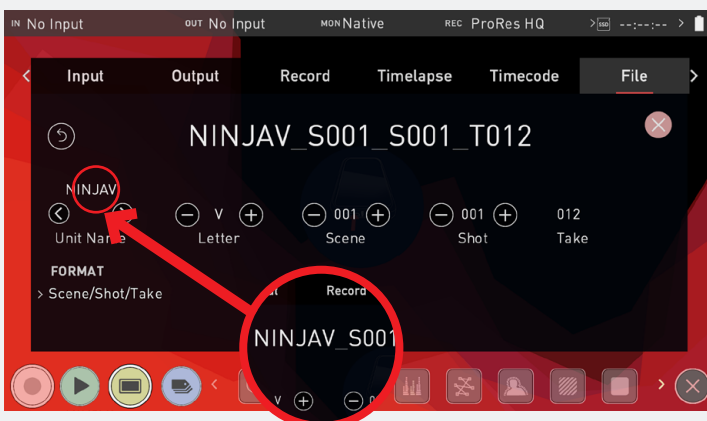 IN No Input OUT No Input MON Native REC ProRes HQ > SSD --:--:-- >
< Input Output Record Timelapse Timecode File >
NINJAV_S001_S001_T012
NINJAV
V 001 001 012
Unit Name Letter Scene Shot Take
FORMAT
> Scene/Shot/Take
Record
NINJAV_S001
V